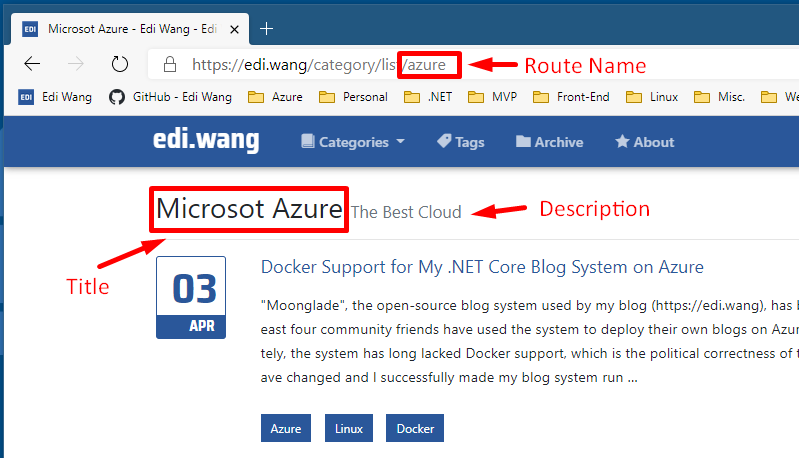 EDI Microsot Azure - Edi Wang - Edi
https://edi.wang/category/list/azure
Route Name
EDI Edi Wang GitHub - Edi Wang Azure Personal .NET MVP Front-End Linux Misc. We
edi.wang Categories Tags Archive About
Microsot Azure The Best Cloud
Description
Title
03
APR
Docker Support for My .NET Core Blog System on Azure
"Moonglade", the open-source blog system used by my blog (https://edi.wang), has b
east four community friends have used the system to deploy their own blogs on Azur
tely, the system has long lacked Docker support, which is the political correctness of t
ave changed and I successfully made my blog system run ...
Azure Linux Docker